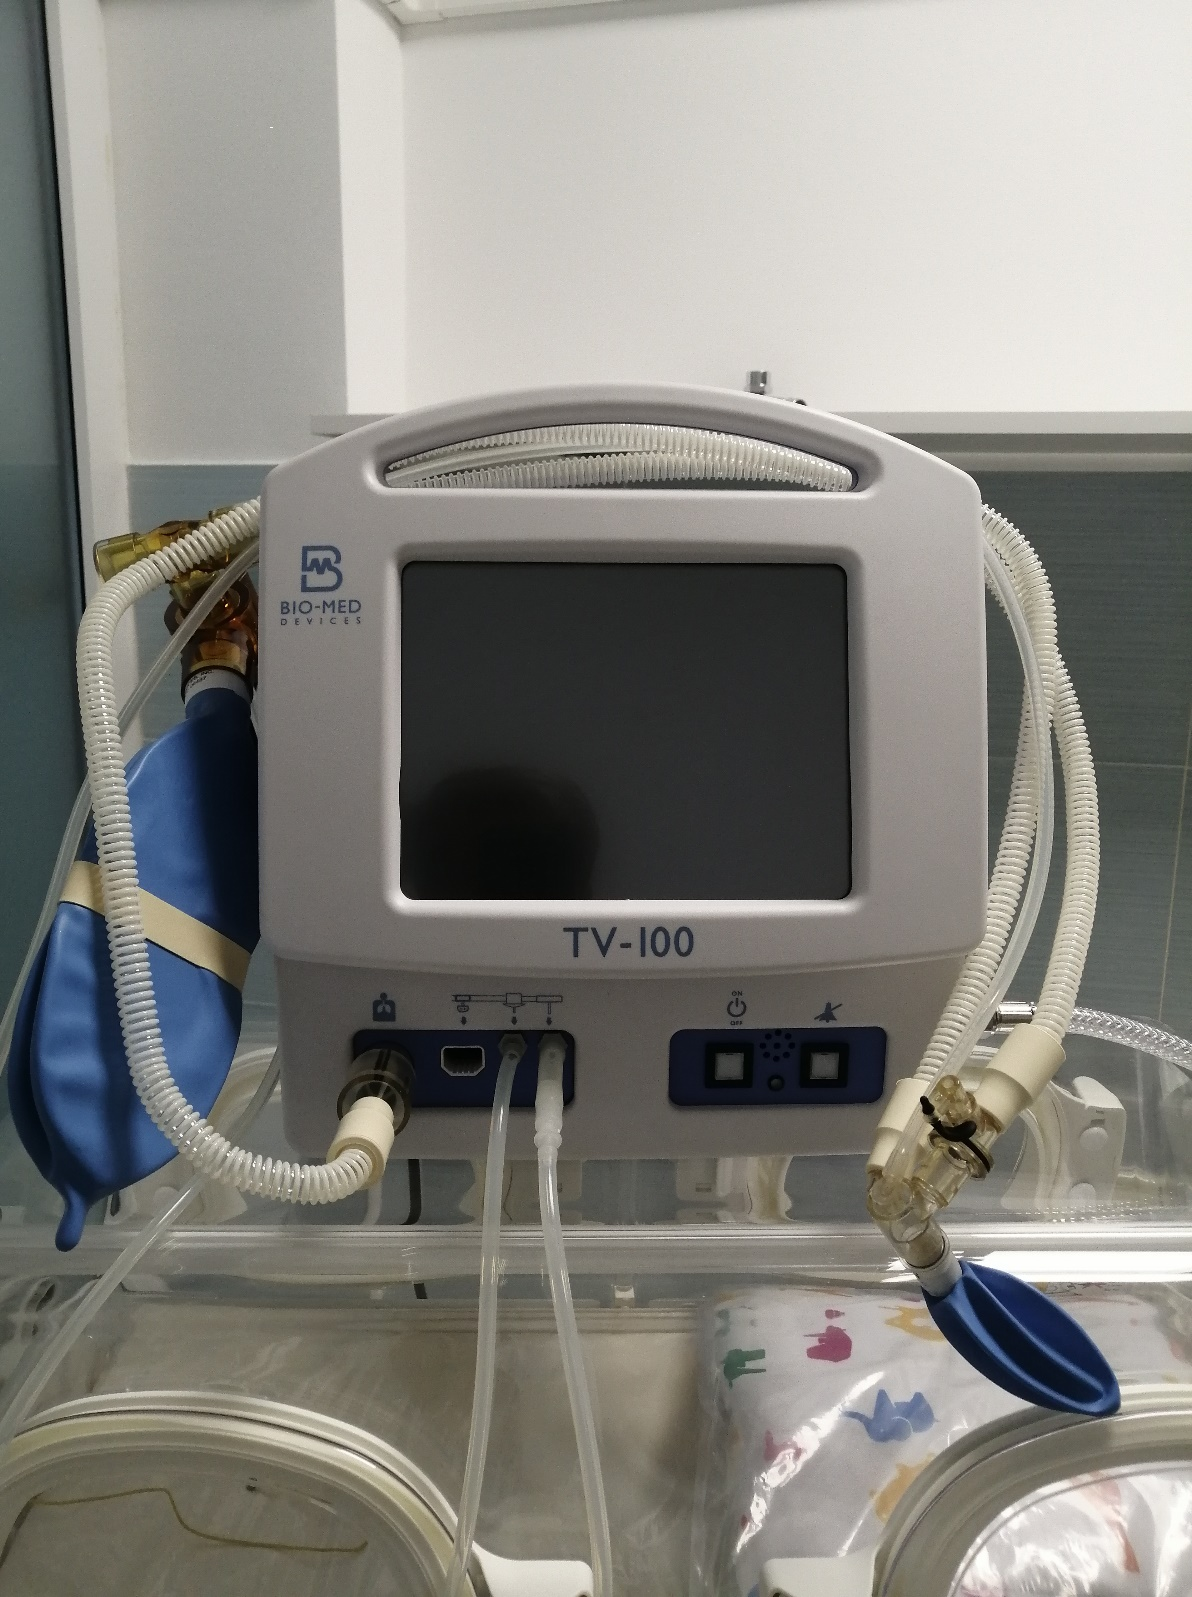 BIO-MED
DEVICES
TV-100
ON
OFF